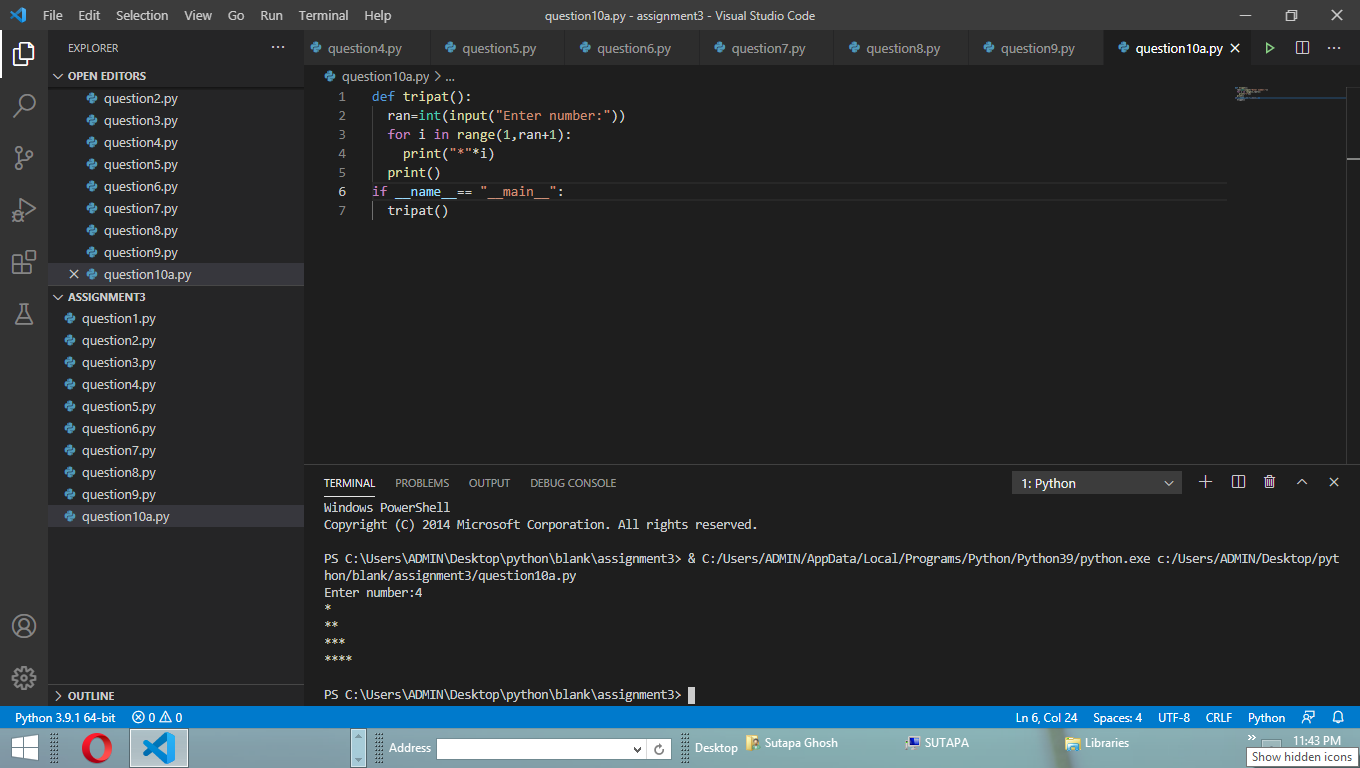 File Edit Selection View Go Run Terminal Help question10a.py - assignment3 - Visual Studio Code
EXPLORER
OPEN EDITORS
question2.py
question3.py
question4.py
question5.py
question6.py
question7.py
question8.py
question9.py
question10a.py
ASSIGNMENT3
question1.py
question2.py
question3.py
question4.py
question5.py
question6.py
question7.py
question8.py
question9.py
question10a.py
OUTLINE
question4.py question5.py question6.py question7.py question8.py question9.py question10a.py
question10a.py > ...
1 def tripat():
2 ran=int(input("Enter number:"))
3 for i in range(1,ran+1):
4 print("*"*i)
5 print()
6 if __name__== "__main__":
7 tripat()
TERMINAL PROBLEMS OUTPUT DEBUG CONSOLE 1: Python
Windows PowerShell
Copyright (C) 2014 Microsoft Corporation. All rights reserved.
PS C:\Users\ADMIN\Desktop\python\blank\assignment3> & C:/Users/ADMIN/AppData/Local/Programs/Python/Python39/python.exe c:/Users/ADMIN/Desktop/pyt
hon/blank/assignment3/question10a.py
Enter number:4
*
**
***
****
PS C:\Users\ADMIN\Desktop\python\blank\assignment3>
Python 3.9.1 64-bit 0 0 Ln 6, Col 24 Spaces: 4 UTF-8 CRLF Python
Address Desktop Sutapa Ghosh SUTAPA Libraries 11:43 PM
Show hidden icons